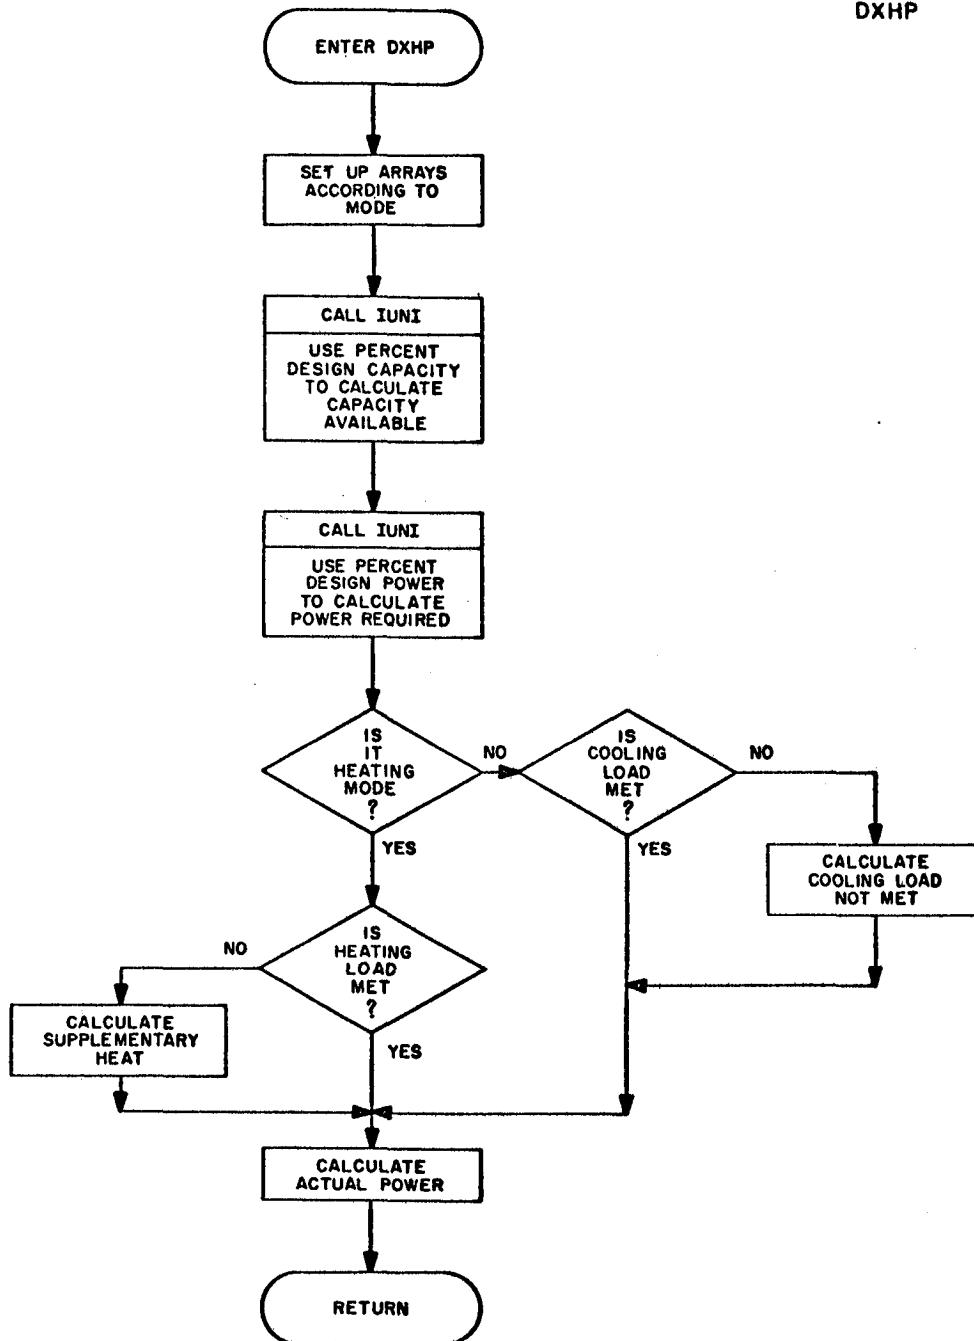 DXHP
ENTER DXHP
SET UP ARRAYS
ACCORDING TO
MODE
CALL IUNI
USE PERCENT
DESIGN CAPACITY
TO CALCULATE
CAPACITY
AVAILABLE
CALL IUNI
USE PERCENT
DESIGN POWER
TO CALCULATE
POWER REQUIRED
IS
IT
HEATING
MODE
?
NO
IS
COOLING
LOAD
MET
?
NO
YES
YES
CALCULATE
COOLING LOAD
NOT MET
IS
HEATING
LOAD
MET
?
NO
YES
CALCULATE
SUPPLEMENTARY
HEAT
CALCULATE
ACTUAL POWER
RETURN